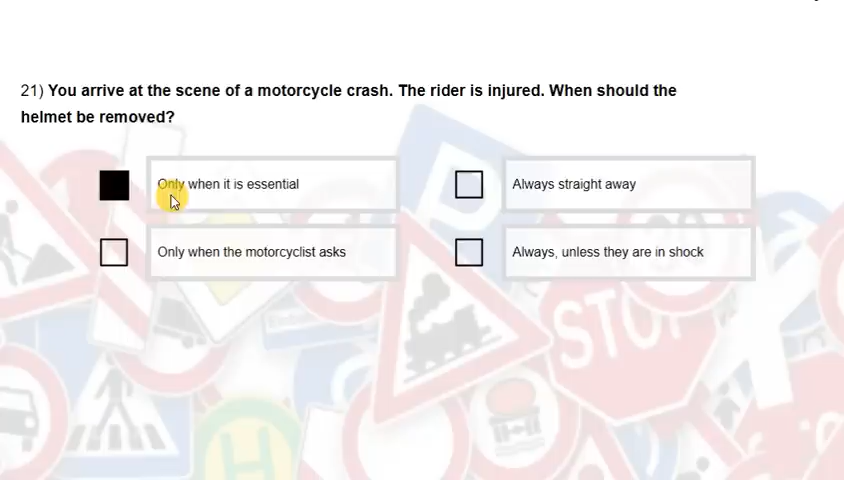 21) You arrive at the scene of a motorcycle crash. The rider is injured. When should the
helmet be removed?
Only when it is essential
Always straight away
Only when the motorcyclist asks
Always, unless they are in shock
STOP
P
H